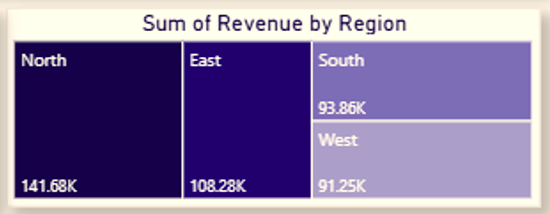 Sum of Revenue by Region
North
141.68K
East
108.28K
South
93.86K
West
91.25K